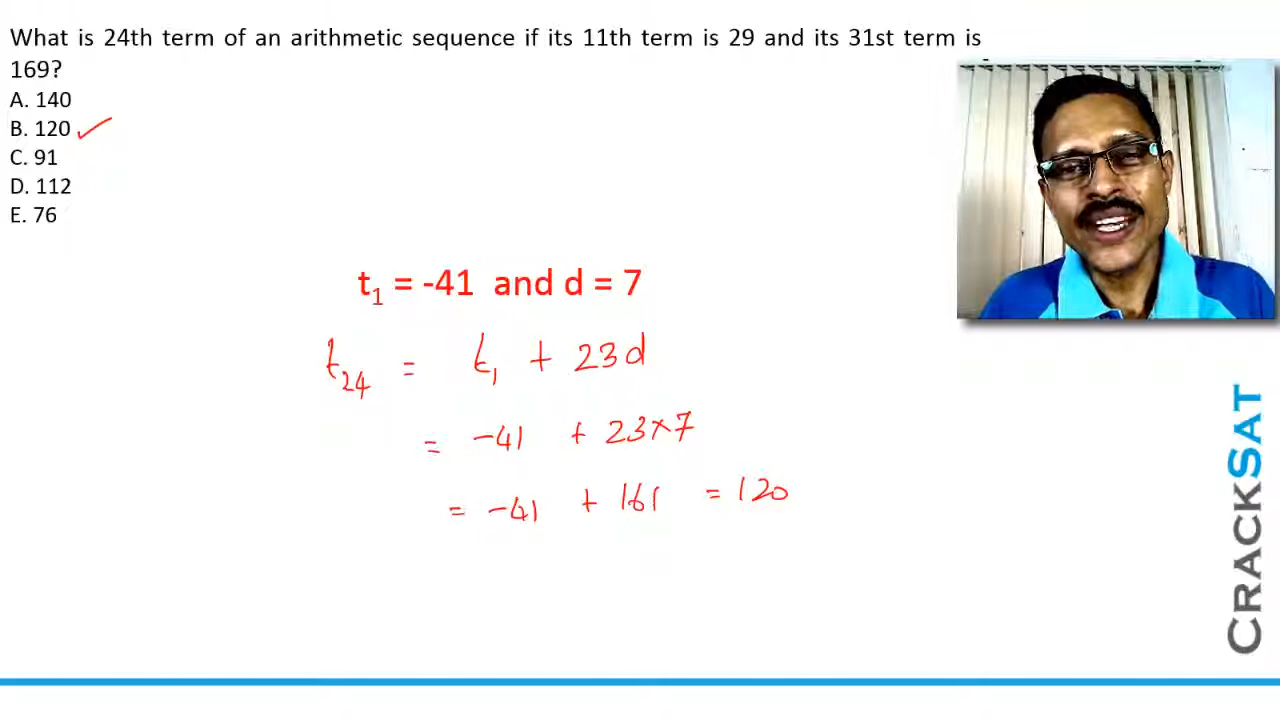 What is 24th term of an arithmetic sequence if its 11th term is 29 and its 31st term is
169?
A. 140
B. 120
C. 91
D. 112
E. 76
t₁ = -41 and d = 7
t₂₄ = t₁ + 23d
= -41 + 23×7
= -41 + 161 = 120
CRACKSAT